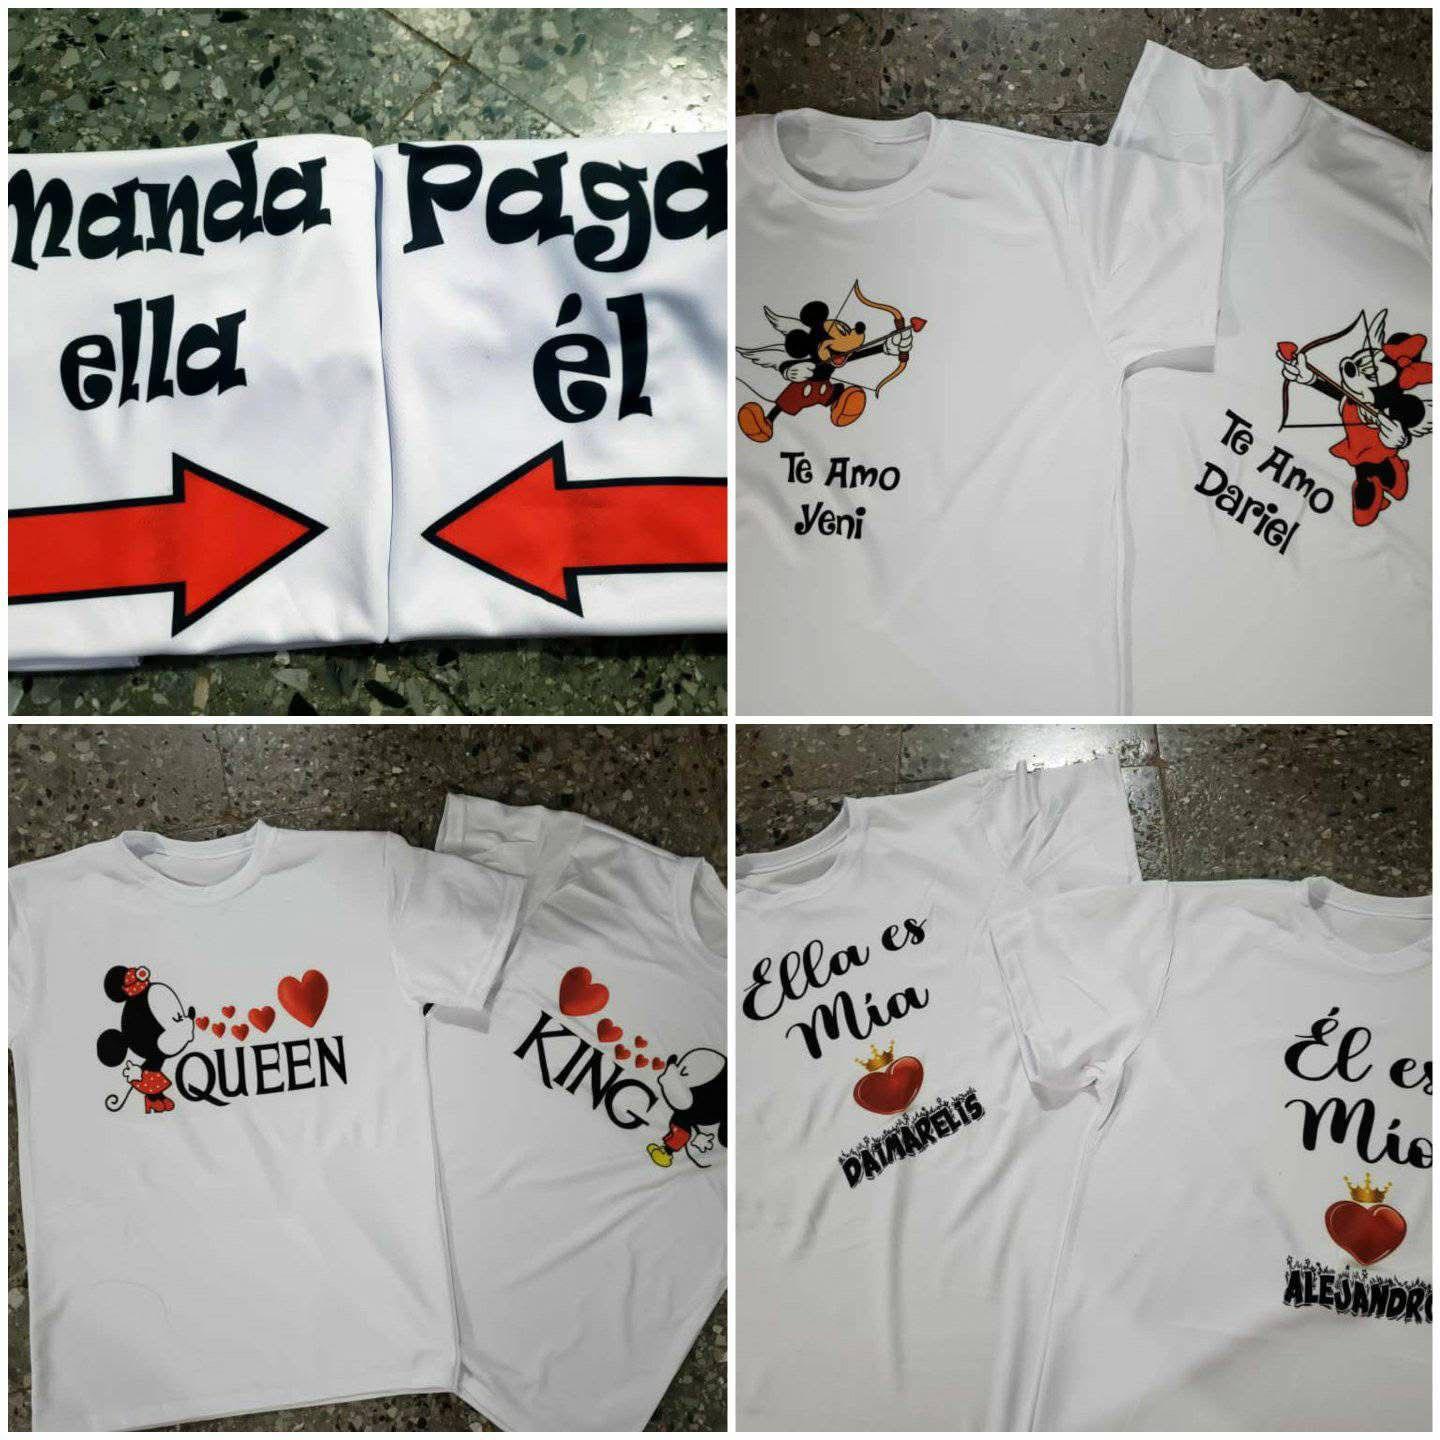 manda
ella
Paga
él
Te Amo
Yeni
Te Amo
Dariel
QUEEN
KING
Ella es
Mía
DAIMARELIS
Él es
Mío
ALEJANDRO